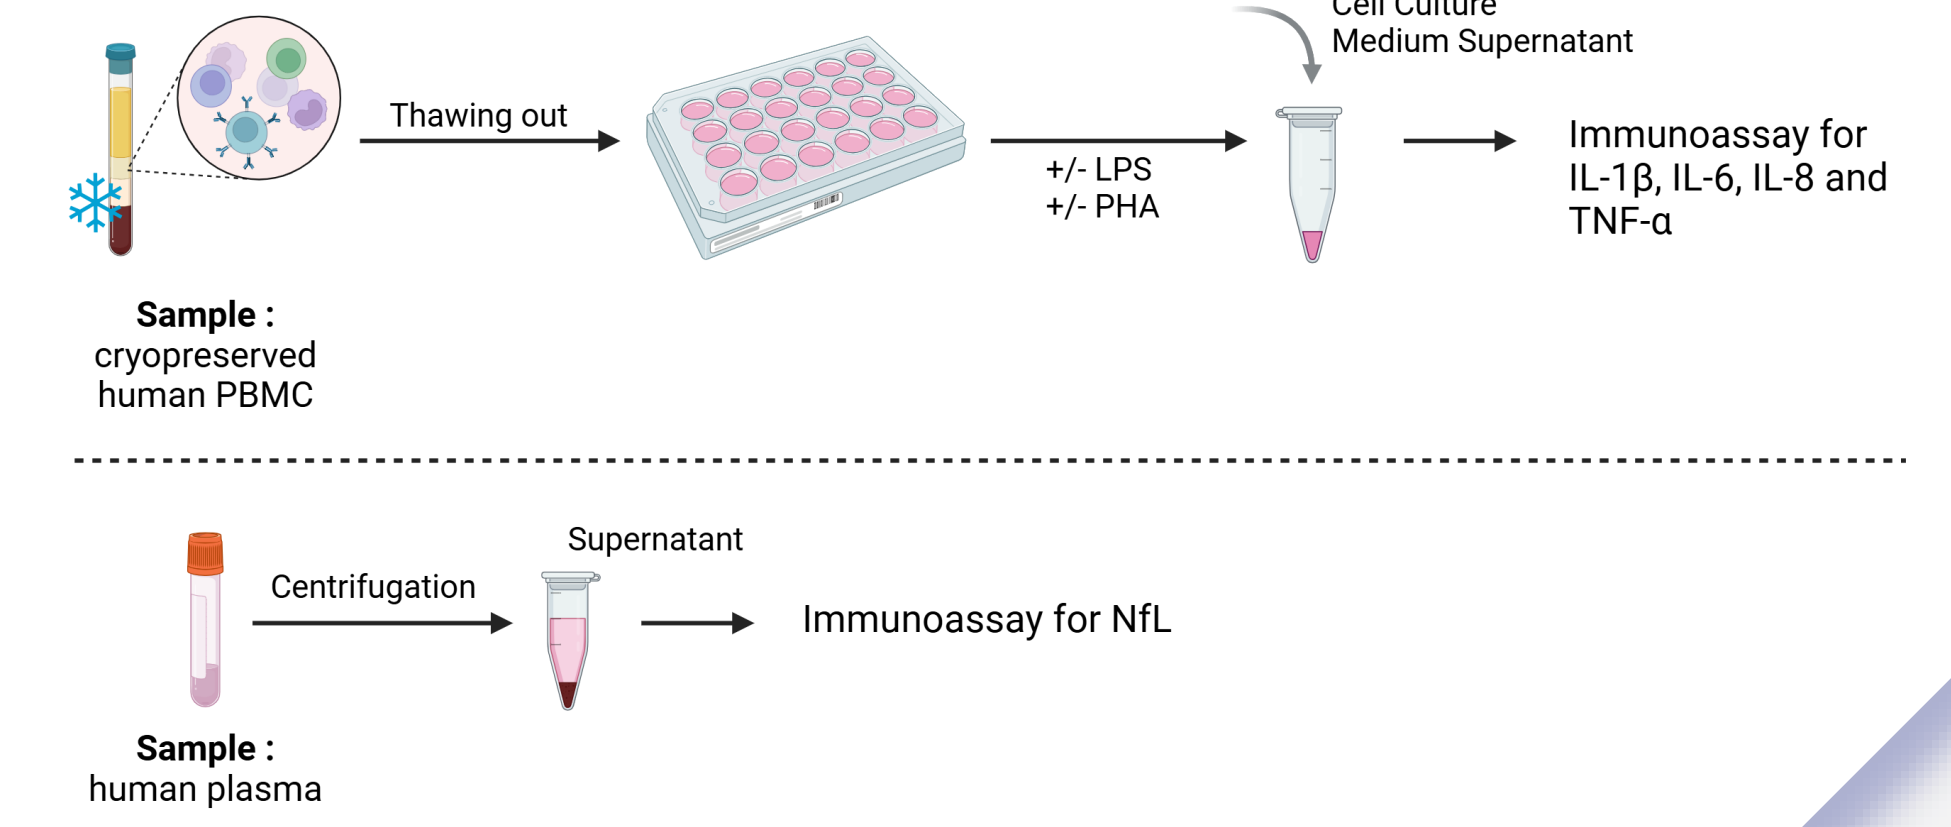 Cell Culture
Medium Supernatant
Thawing out
+/- LPS
+/- PHA
Immunoassay for
IL-1β, IL-6, IL-8 and
TNF-α
Sample :
cryopreserved
human PBMC
Supernatant
Centrifugation
Immunoassay for NfL
Sample :
human plasma